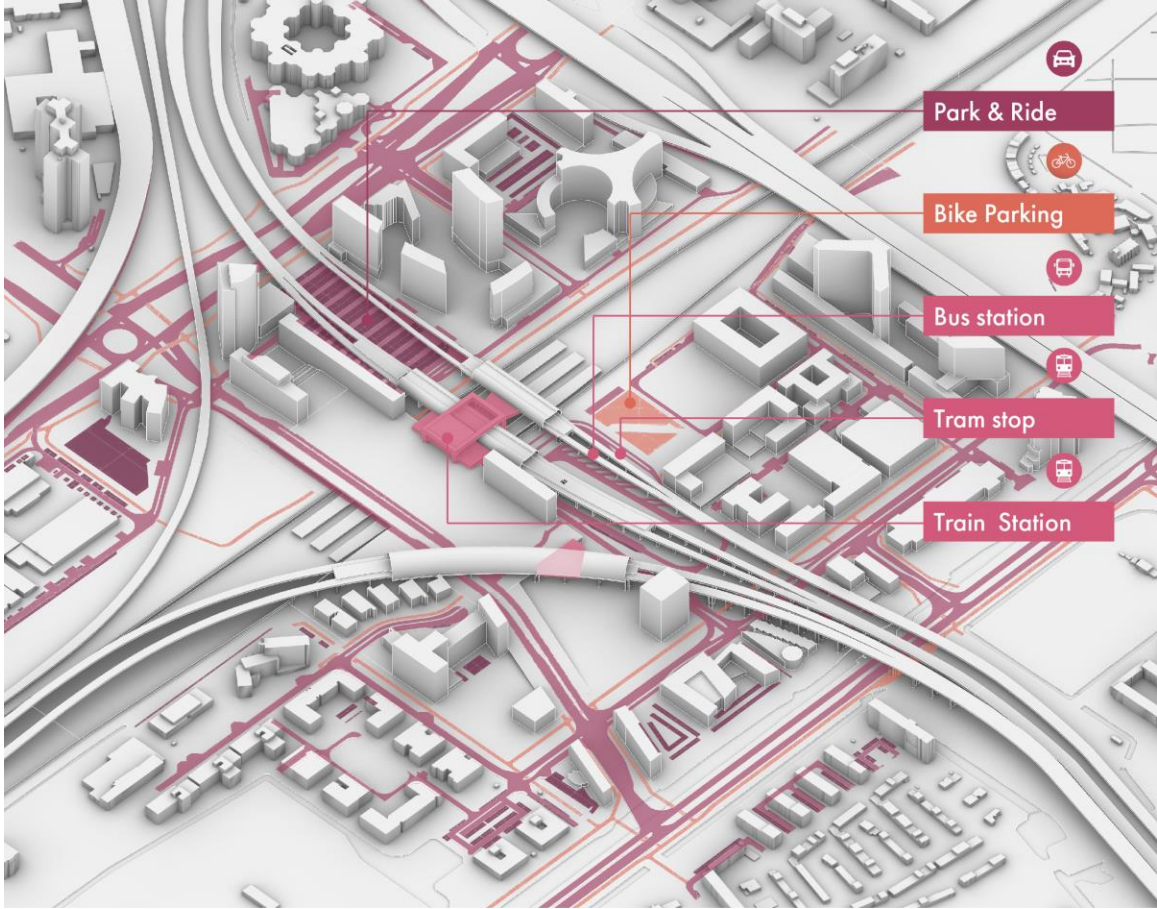 Park & Ride
Bike Parking
Bus station
Tram stop
Train Station